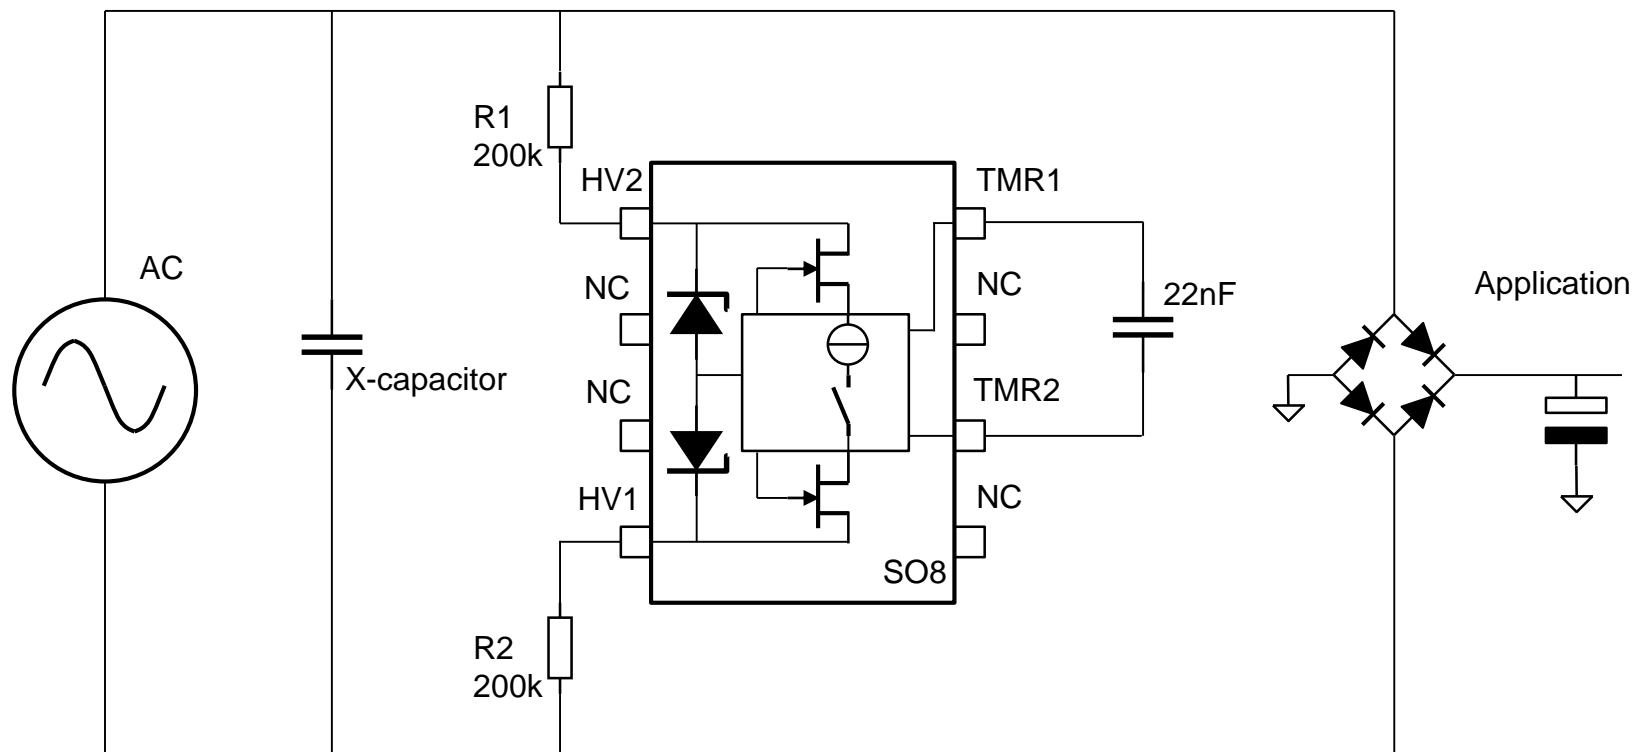 R1
200k
HV2
TMR1
AC
NC
NC
22nF
Application
X-capacitor
NC
TMR2
HV1
NC
SO8
R2
200k